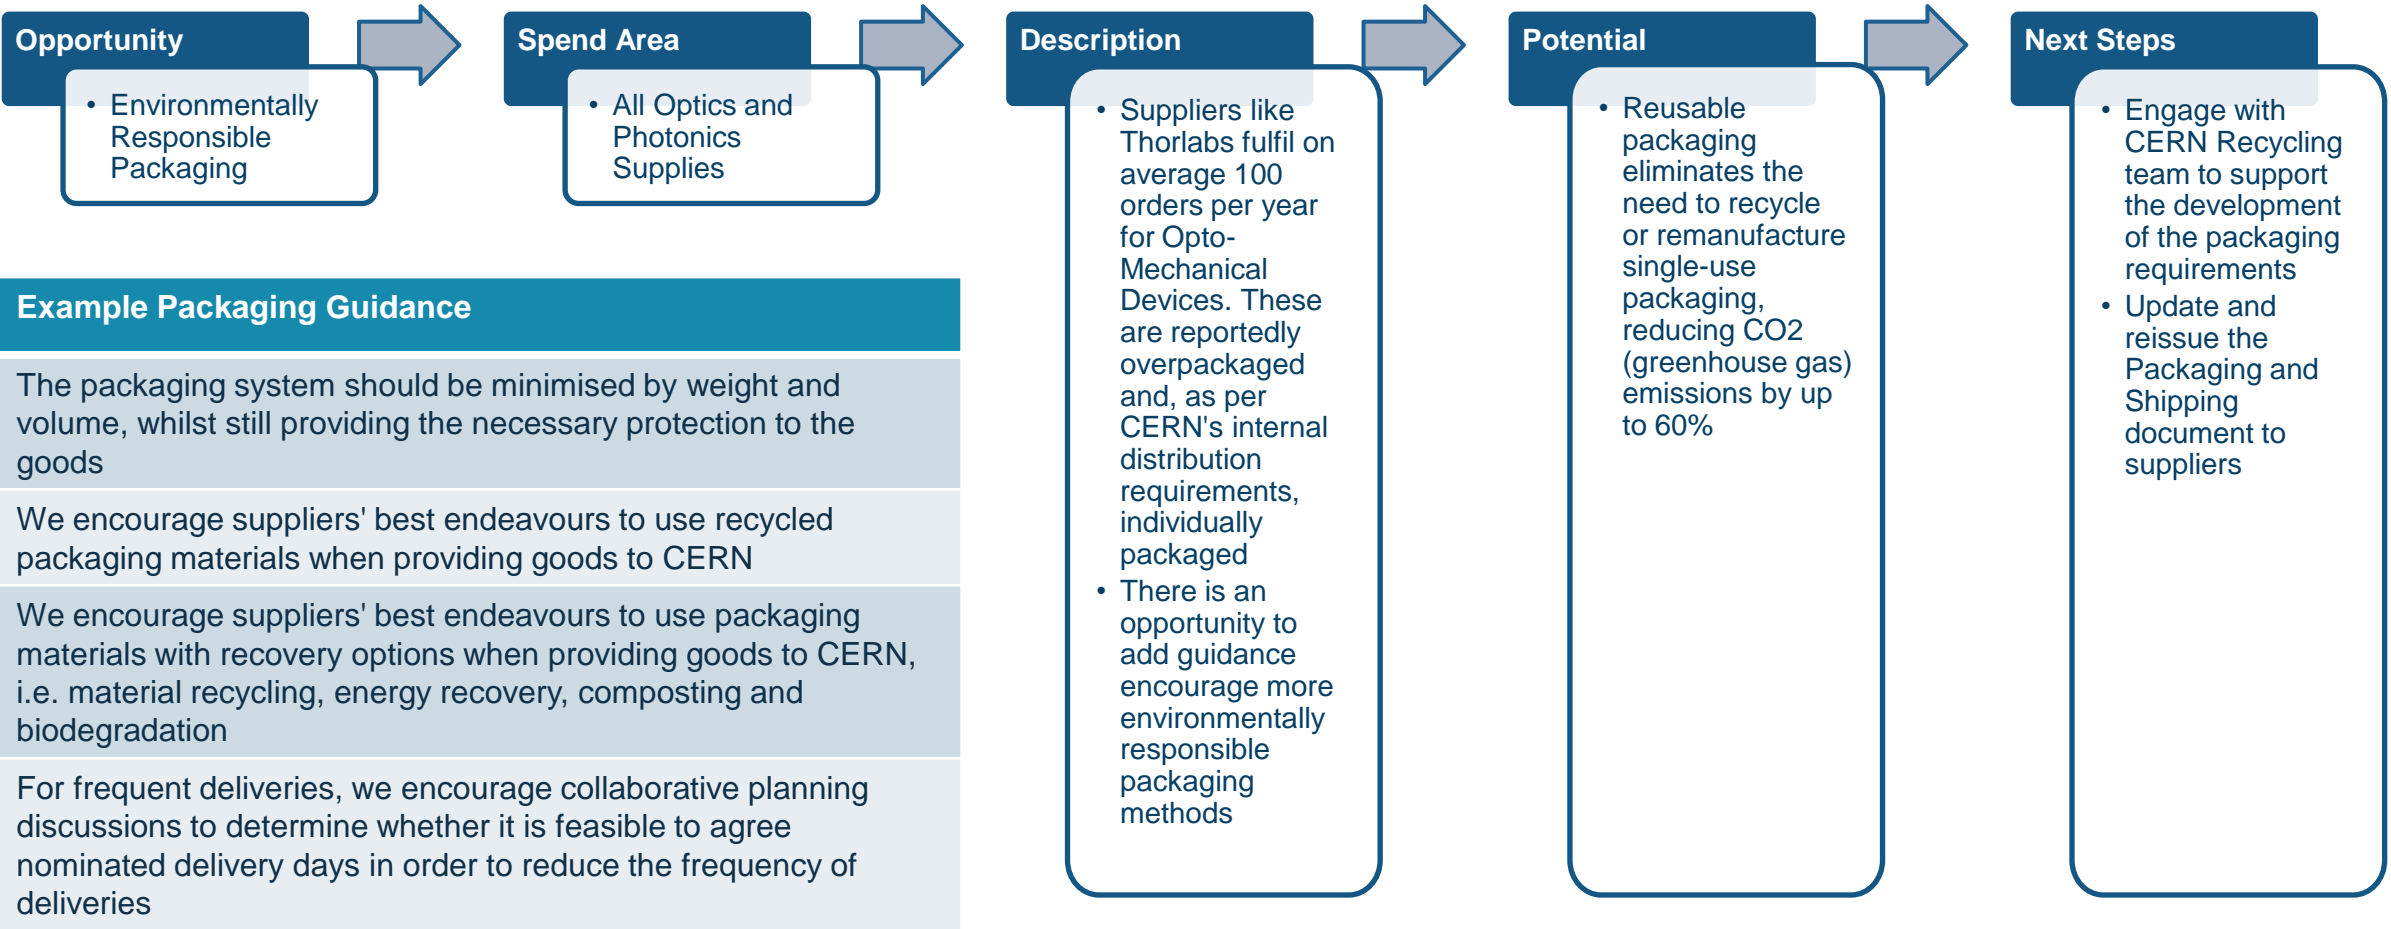 Opportunity
• Environmentally
Responsible
Packaging
Spend Area
• All Optics and
Photonics
Supplies
Description
• Suppliers like
Thorlabs fulfil on
average 100
orders per year
for Opto-
Mechanical
Devices. These
are reportedly
overpackaged
and, as per
CERN's internal
distribution
requirements,
individually
packaged
• There is an
opportunity to
add guidance
encourage more
environmentally
responsible
packaging
methods
Potential
• Reusable
packaging
eliminates the
need to recycle
or remanufacture
single-use
packaging,
reducing CO2
(greenhouse gas)
emissions by up
to 60%
Next Steps
• Engage with
CERN Recycling
team to support
the development
of the packaging
requirements
• Update and
reissue the
Packaging and
Shipping
document to
suppliers
Example Packaging Guidance
The packaging system should be minimised by weight and
volume, whilst still providing the necessary protection to the
goods
We encourage suppliers' best endeavours to use recycled
packaging materials when providing goods to CERN
We encourage suppliers' best endeavours to use packaging
materials with recovery options when providing goods to CERN,
i.e. material recycling, energy recovery, composting and
biodegradation
For frequent deliveries, we encourage collaborative planning
discussions to determine whether it is feasible to agree
nominated delivery days in order to reduce the frequency of
deliveries